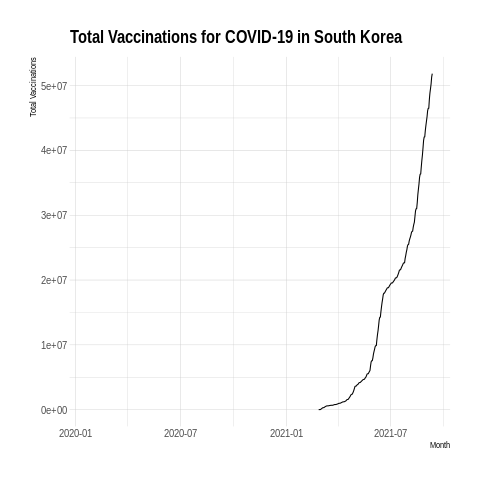 Total Vaccinations for COVID-19 in South Korea
Total Vaccinations
5e+07
4e+07
3e+07
2e+07
1e+07
0e+00
2020-01 2020-07 2021-01 2021-07
Month